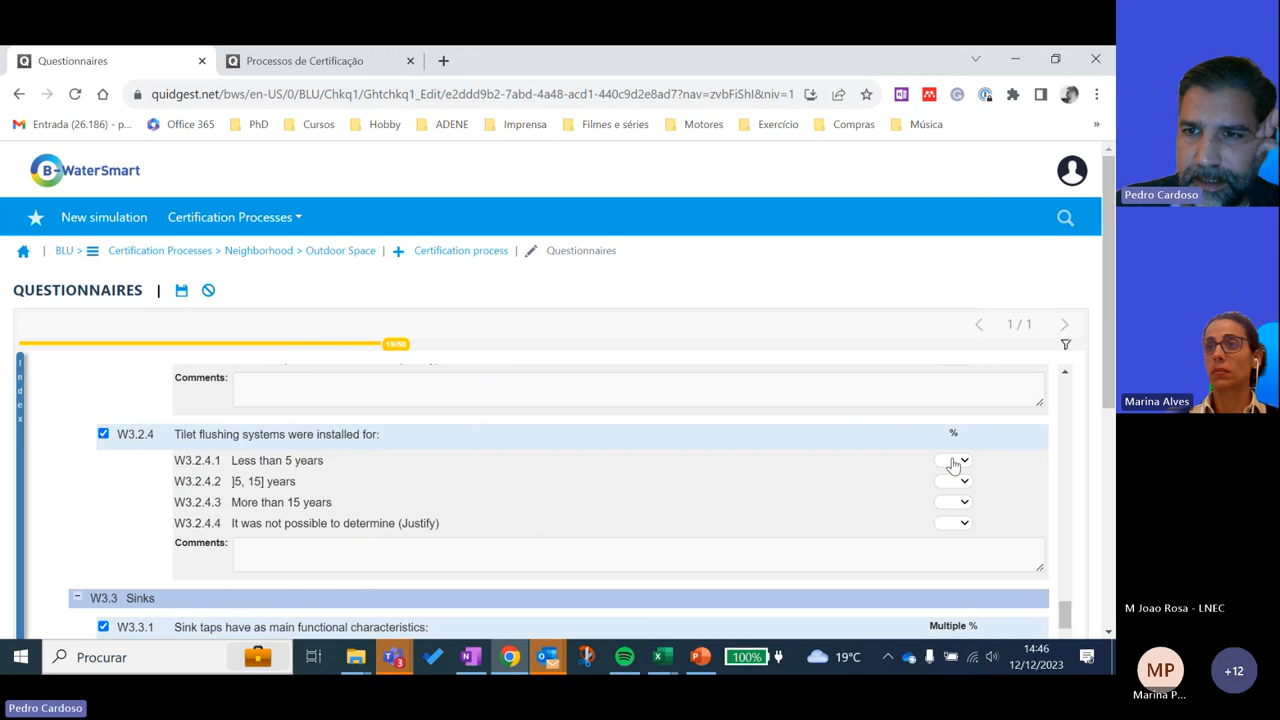 Questionnaires
Processos de Certificação
quidgest.net/bws/en-US/0/BLU/Chkq1/Ghtchkq1_Edit/e2ddd9b2-7abd-4a48-acd1-440c9d2e8ad7?nav=zvbFiShI&niv=1
Entrada (26.186) - p...
Office 365
PhD
Cursos
Hobby
ADENE
Imprensa
Filmes e séries
Motores
Exercício
Compras
Música
»
B-WaterSmart
New simulation
Certification Processes
BLU > Certification Processes > Neighborhood > Outdoor Space | + Certification process | Questionnaires
QUESTIONNAIRES |
1 / 1
19/50
Index
Comments:
W3.2.4 Tilet flushing systems were installed for: %
W3.2.4.1 Less than 5 years
W3.2.4.2 ]5, 15] years
W3.2.4.3 More than 15 years
W3.2.4.4 It was not possible to determine (Justify)
Comments:
W3.3 Sinks
W3.3.1 Sink taps have as main functional characteristics: Multiple %
Procurar
3
100%
19°C
14:46
12/12/2023
Pedro Cardoso
Pedro Cardoso
Marina Alves
M Joao Rosa - LNEC
MP
Marina P...
+12